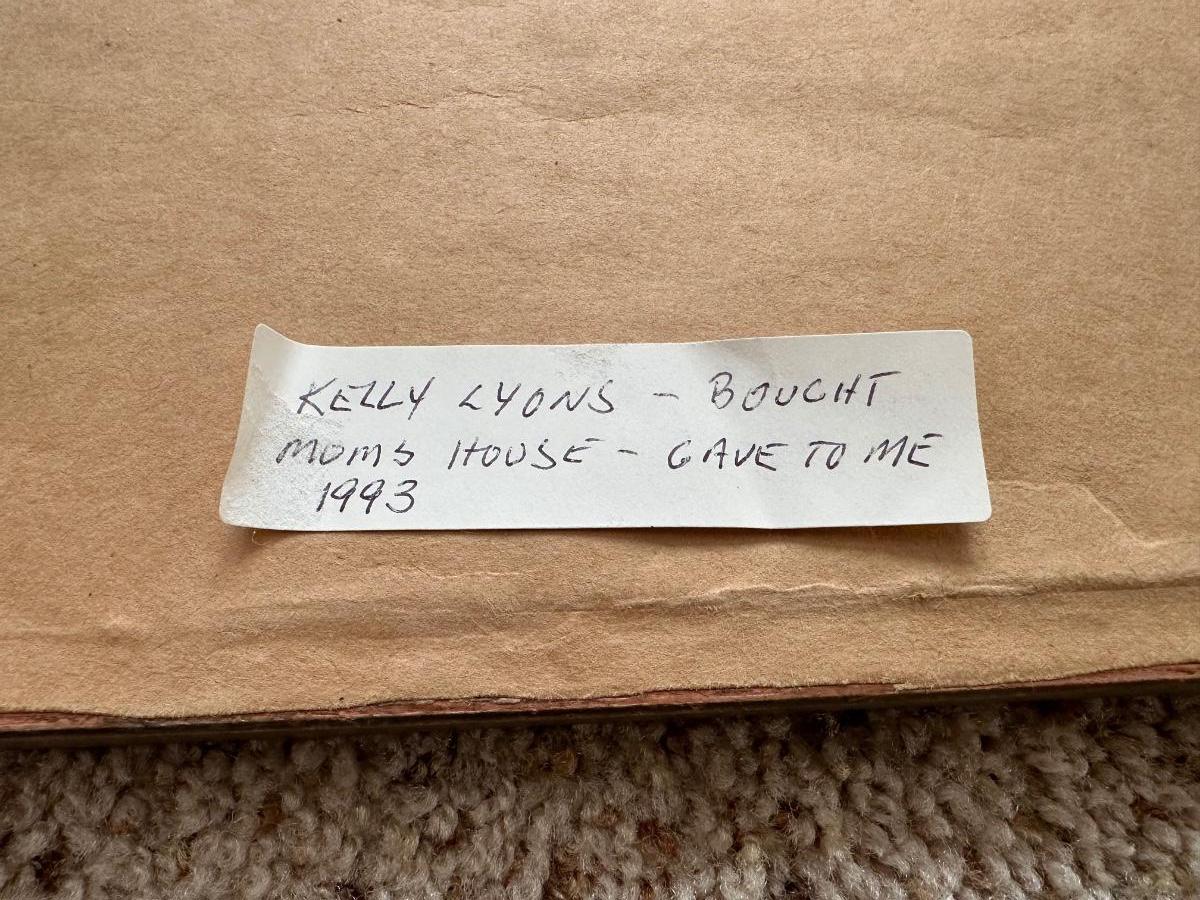 KELLY LYONS - BOUGHT
MOMS HOUSE - GAVE TO ME
1993